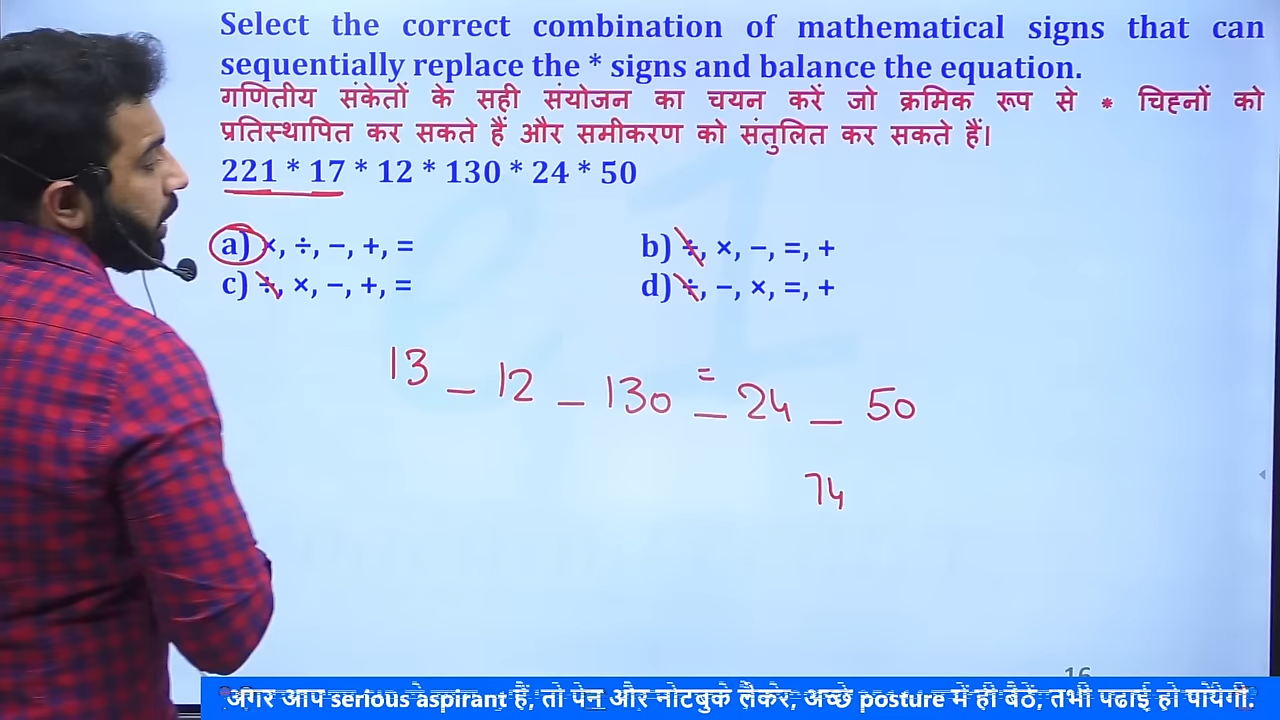 Select the correct combination of mathematical signs that can
sequentially replace the * signs and balance the equation.
गणितीय संकेतों के सही संयोजन का चयन करें जो क्रमिक रूप से * चिह्नों को
प्रतिस्थापित कर सकते हैं और समीकरण को संतुलित कर सकते हैं।
221 * 17 * 12 * 130 * 24 * 50
a) ×, ÷, −, +, = b) ÷, ×, −, =, +
c) ÷, ×, −, +, = d) ÷, −, ×, =, +
13 _ 12 _ 130 = 24 _ 50
74
16
अगर आप serious aspirant हैं, तो पेन और नोटबुक लेकर, अच्छे posture में ही बैठें, तभी पढाई हो पायेगी.